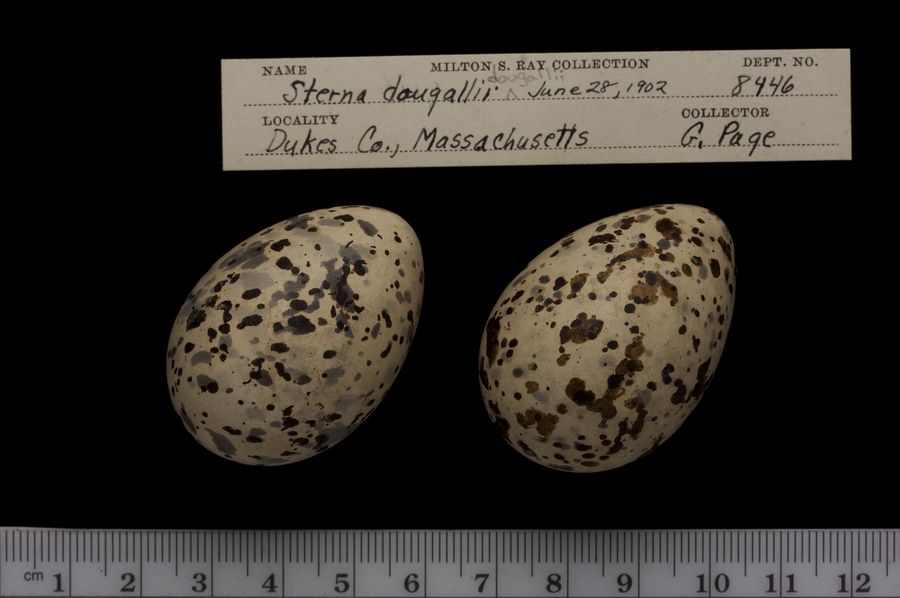 NAME MILTON S. RAY COLLECTION DEPT. NO.
dougallii
Sterna dougallii ^ June 28, 1902 8446
LOCALITY COLLECTOR
Dukes Co., Massachusetts G. Page
cm 1 2 3 4 5 6 7 8 9 10 11 12